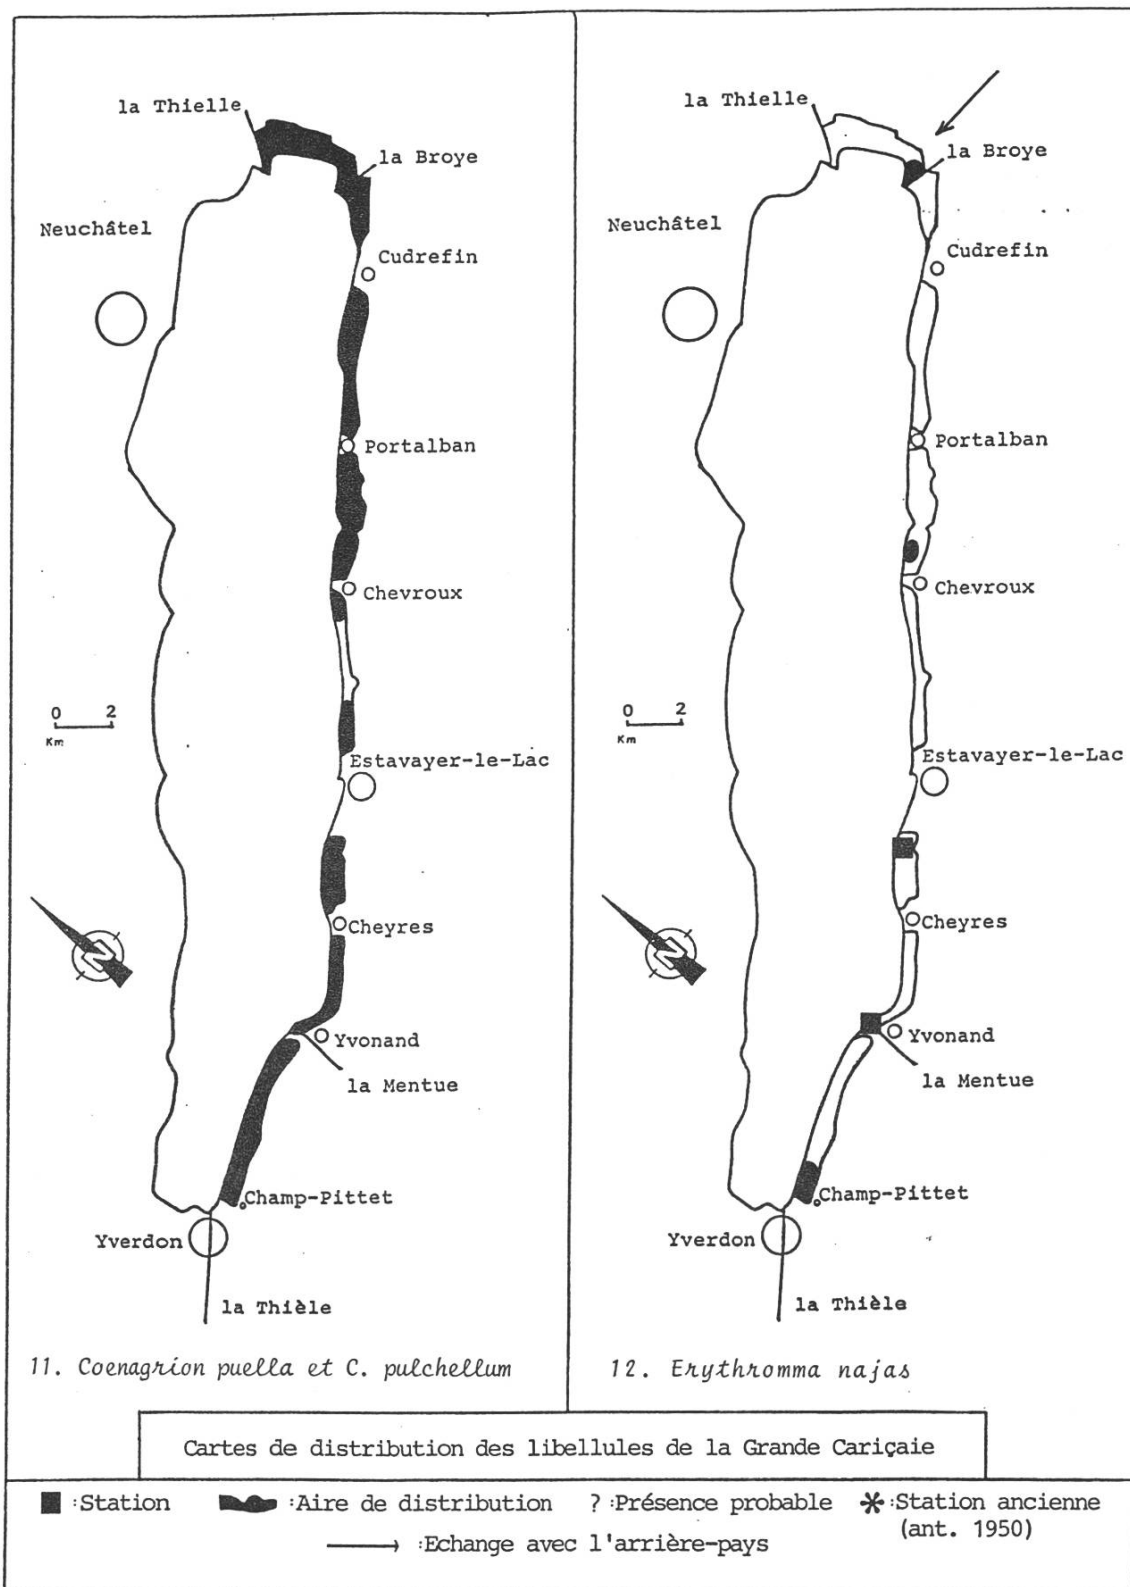 la Thielle
la Broye
Neuchâtel
Cudrefin
Portalban
Chevroux
0 2
Km
Estavayer-le-Lac
Cheyres
N
Yvonand
la Mentue
Champ-Pittet
Yverdon
la Thièle
11. Coenagrion puella et C. pulchellum
la Thielle
la Broye
Neuchâtel
Cudrefin
Portalban
Chevroux
0 2
Km
Estavayer-le-Lac
Cheyres
N
Yvonand
la Mentue
Champ-Pittet
Yverdon
la Thièle
12. Erythromma najas
Cartes de distribution des libellules de la Grande Cariçaie
:Station :Aire de distribution ? :Présence probable :Station ancienne
(ant. 1950)
:Echange avec l'arrière-pays